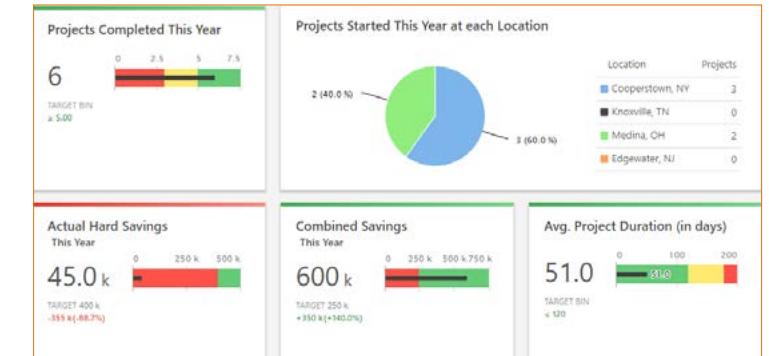 Projects Completed This Year
0 2.5 5 7.5
6
TARGET BIN
≥ 5.00
Projects Started This Year at each Location
2 (40.0 %)
3 (60.0 %)
Location Projects
Cooperstown, NY 3
Knoxville, TN 0
Medina, OH 2
Edgewater, NJ 0
Actual Hard Savings
This Year
0 250 k 500 k
45.0 k
TARGET 400 k
-355 k(-88.7%)
Combined Savings
This Year
0 250 k 500 k 750 k
600 k
TARGET 250 k
+350 k(+140.0%)
Avg. Project Duration (in days)
0 100 200
51.0
51.0
TARGET BIN
≤ 120